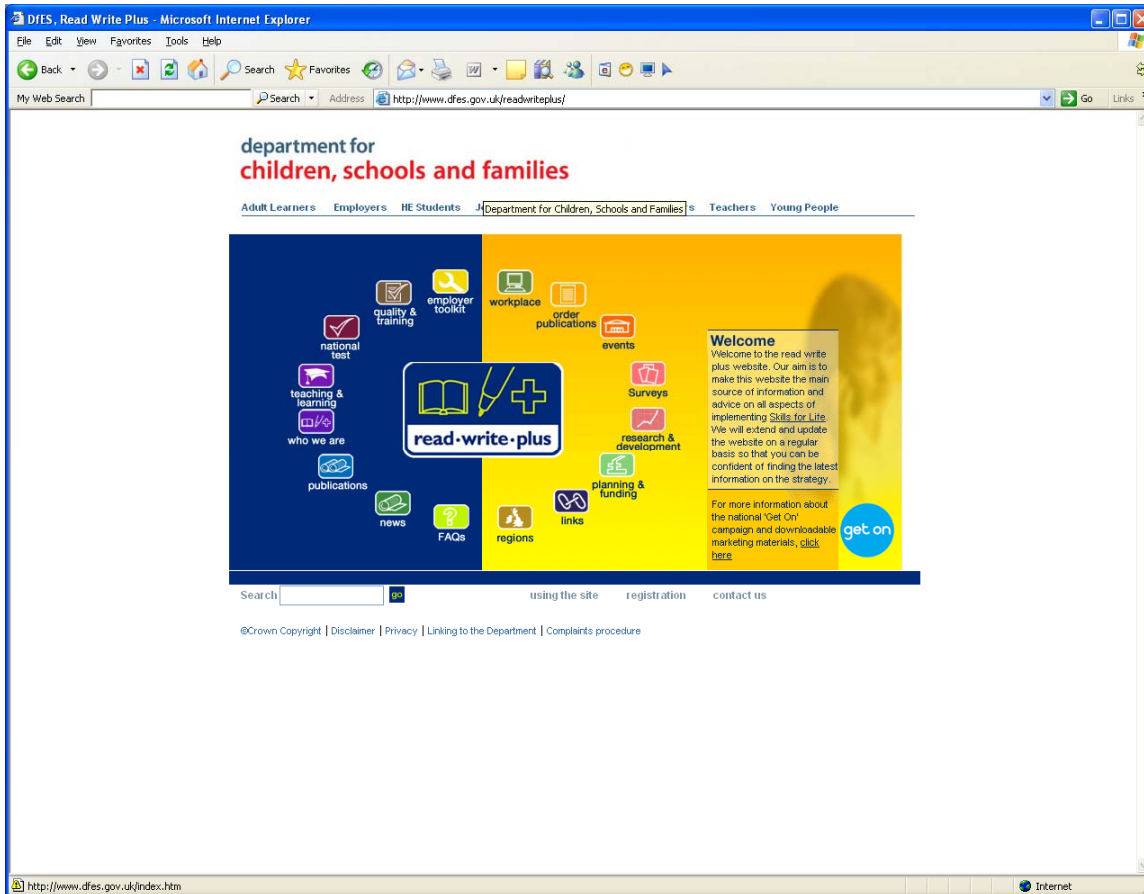 DfES, Read Write Plus - Microsoft Internet Explorer
File Edit View Favorites Tools Help
Back Search Favorites
My Web Search Search Address http://www.dfes.gov.uk/readwriteplus/ Go Links
department for
children, schools and families
Adult Learners Employers HE Students Department for Children, Schools and Families Teachers Young People
employer
toolkit
workplace
quality &
training
order
publications
national
test
events
teaching &
learning
Surveys
who we are
read·write·plus
research &
development
publications
planning &
funding
news
FAQs
regions
links
Welcome
Welcome to the read write
plus website. Our aim is to
make this website the main
source of information and
advice on all aspects of
implementing Skills for Life.
We will extend and update
the website on a regular
basis so that you can be
confident of finding the latest
information on the strategy.
For more information about
the national 'Get On'
campaign and downloadable
marketing materials, click
here
get on
Search go using the site registration contact us
©Crown Copyright | Disclaimer | Privacy | Linking to the Department | Complaints procedure
http://www.dfes.gov.uk/index.htm Internet